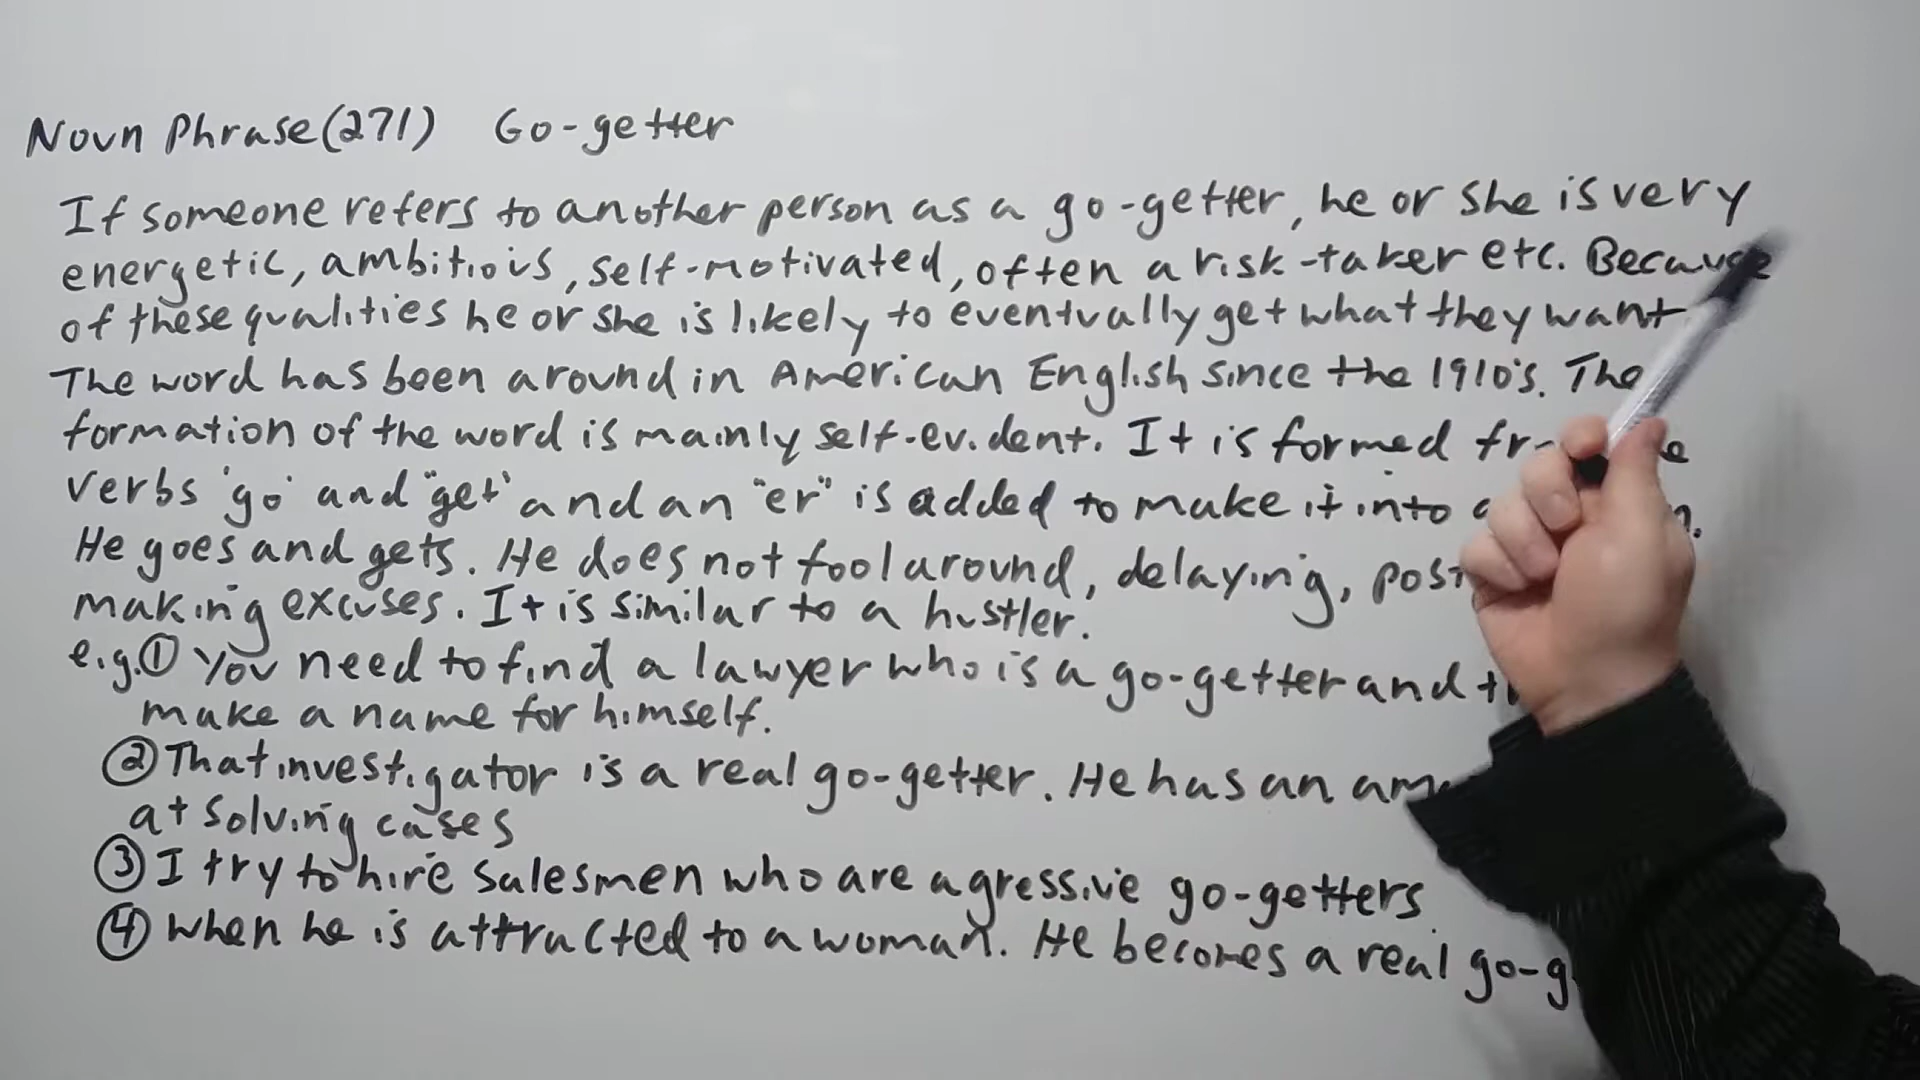 Noun Phrase(271) Go-getter
If someone refers to another person as a go-getter, he or she is very
energetic, ambitiois, self-motivated, often a risk-taker etc. Because
of these qualities he or she is likely to eventually get what they want
The word has been around in American English since the 1910's. The
formation of the word is mainly self-evident. It is formed
verbs 'go' and "get" and an "er" is added to make it into
He goes and gets. He does not fool around, delaying,
making excuses. It is similar to a hustler.
e.g. ① You need to find a lawyer who is a go-getter and
make a name for himself.
② That investigator is a real go-getter. He has an
at solving cases
③ I try to hire salesmen who are agressive go-getters
④ When he is attracted to a woman. He becomes a real